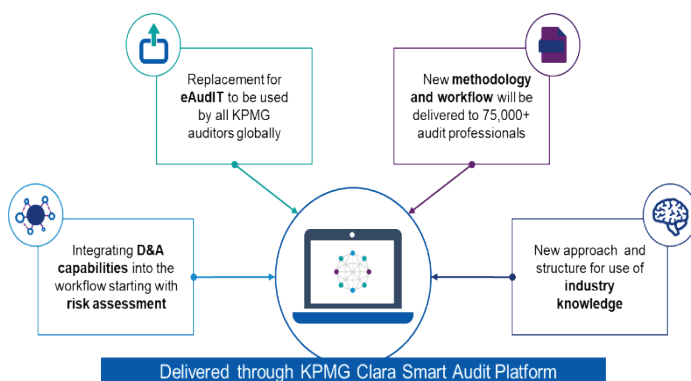 Replacement for
eAudIT to be used
by all KPMG
auditors globally
New methodology
and workflow will be
delivered to 75,000+
audit professionals
Integrating D&A
capabilities into the
workflow starting with
risk assessment
New approach and
structure for use of
industry
knowledge
Delivered through KPMG Clara Smart Audit Platform